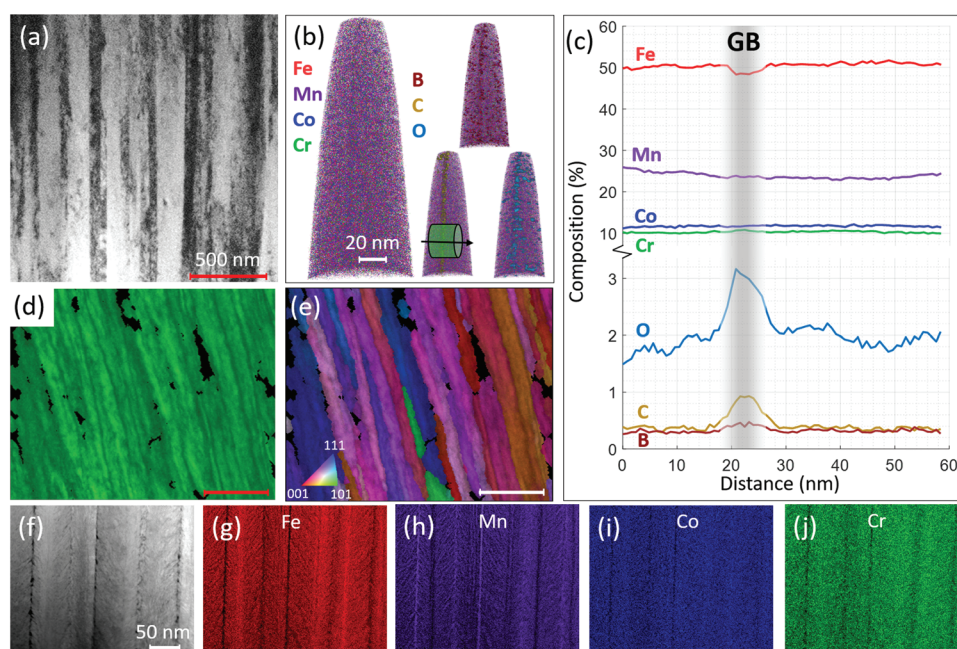 (a)
500 nm
(b)
Fe
Mn
Co
Cr
B
C
O
20 nm
(c)
GB
Fe
Mn
Co
Cr
O
C
B
60
50
40
30
20
10
3
2
1
0
Composition (%)
0 10 20 30 40 50 60
Distance (nm)
(d)
(e)
111
001
101
(f)
50 nm
(g)
Fe
(h)
Mn
(i)
Co
(j)
Cr